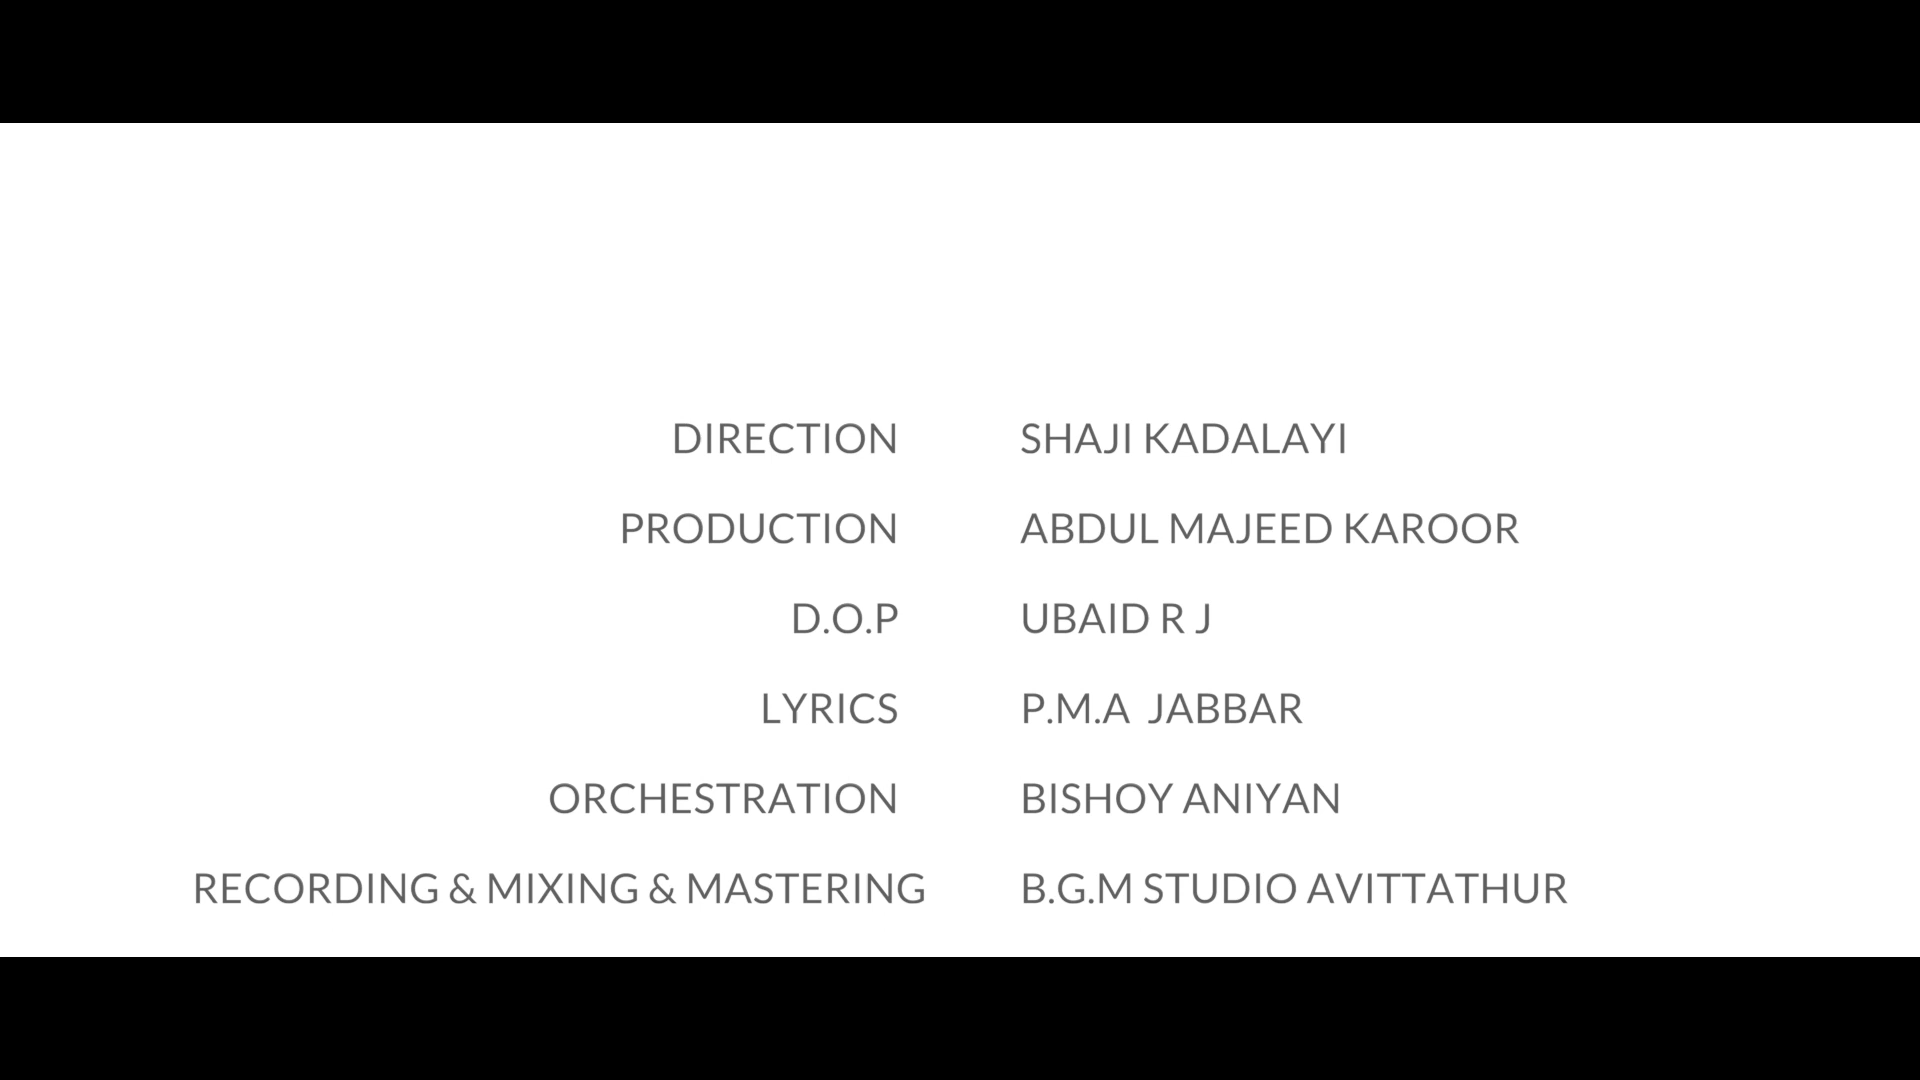 DIRECTION SHAJI KADALAYI
PRODUCTION ABDUL MAJEED KAROOR
D.O.P UBAID R J
LYRICS P.M.A JABBAR
ORCHESTRATION BISHOY ANIYAN
RECORDING & MIXING & MASTERING B.G.M STUDIO AVITTATHUR